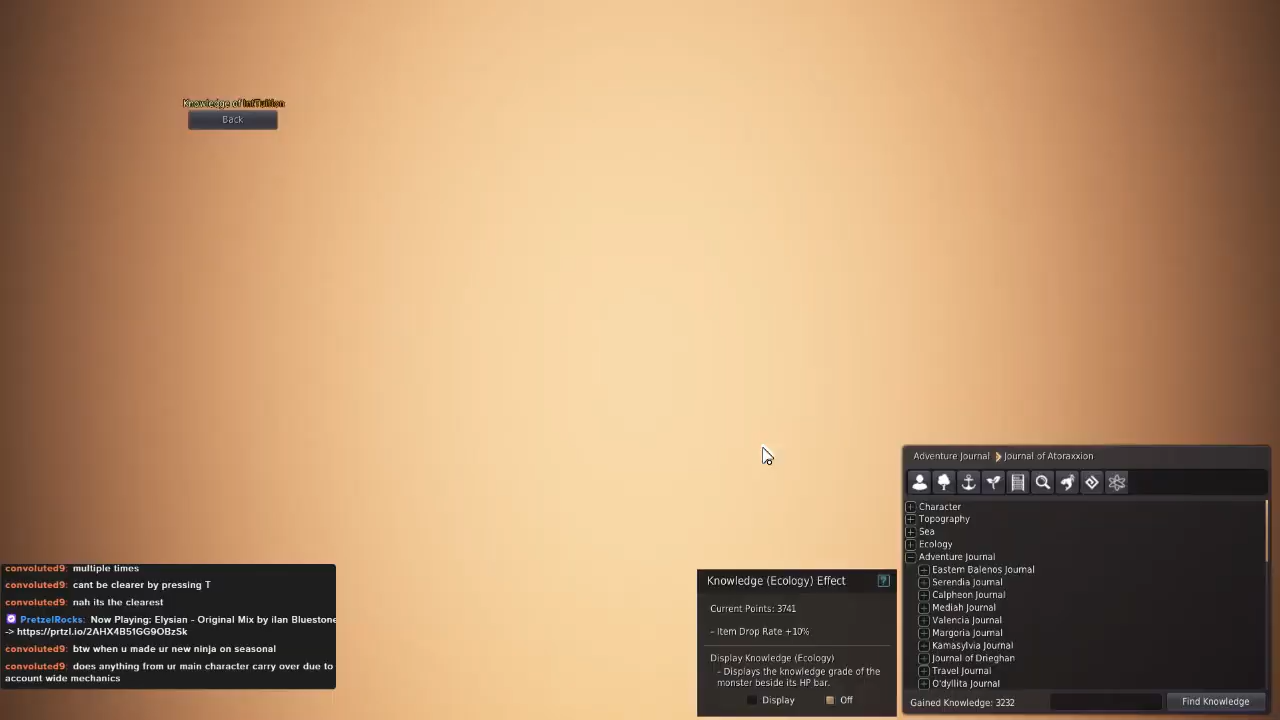 Knowledge of IntTuition
Back
convoluted9: multiple times
convoluted9: cant be clearer by pressing T
convoluted9: nah its the clearest
PretzelRocks: Now Playing: Elysian - Original Mix by ilan Bluestone
-> https://prtzl.io/2AHX4B51GG9OBzSk
convoluted9: btw when u made ur new ninja on seasonal
convoluted9: does anything from ur main character carry over due to
account wide mechanics
Knowledge (Ecology) Effect
?
Current Points: 3741
– Item Drop Rate +10%
Display Knowledge (Ecology)
– Displays the knowledge grade of the
monster beside its HP bar.
Display Off
Adventure Journal Journal of Atoraxxion
Character
Topography
Sea
Ecology
Adventure Journal
Eastern Balenos Journal
Serendia Journal
Calpheon Journal
Mediah Journal
Valencia Journal
Margoria Journal
Kamasylvia Journal
Journal of Drieghan
Travel Journal
O'dyllita Journal
Gained Knowledge: 3232
Find Knowledge